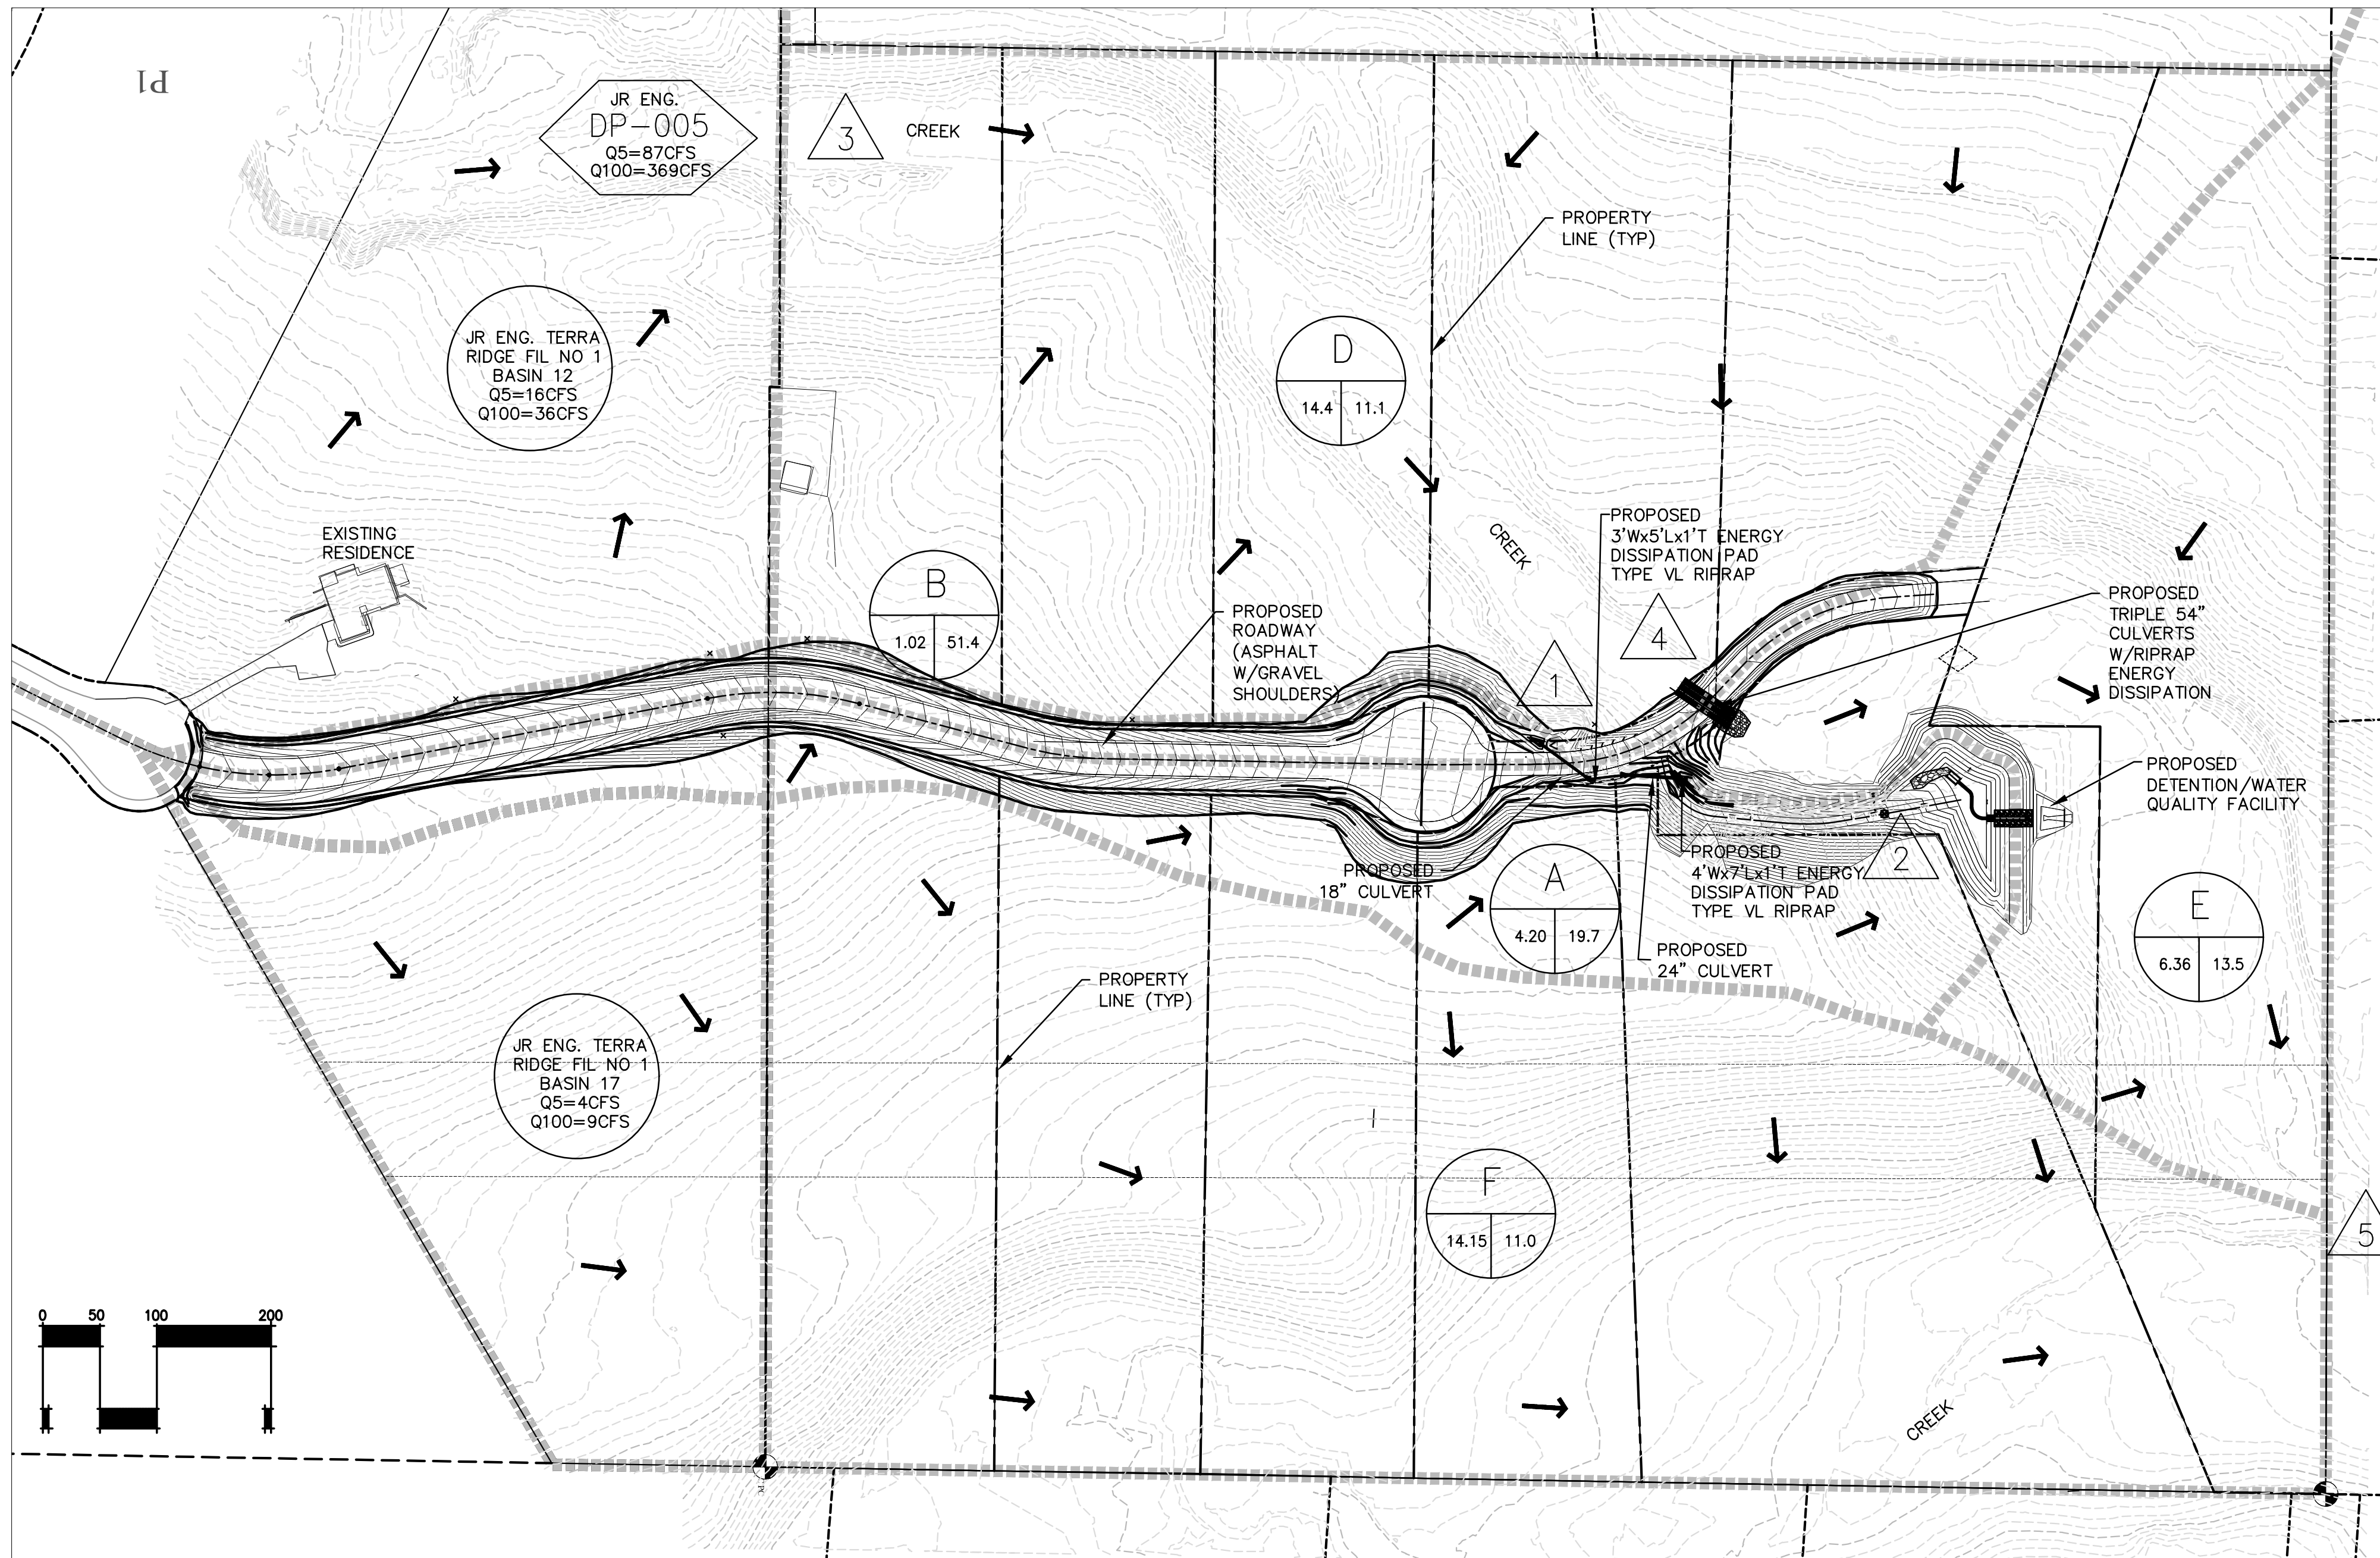 P1
JR ENG.
DP-005
Q5=87CFS
Q100=369CFS
3
CREEK
PROPERTY
LINE (TYP)
JR ENG. TERRA
RIDGE FIL NO 1
BASIN 12
Q5=16CFS
Q100=36CFS
D
14.4
11.1
EXISTING
RESIDENCE
CREEK
PROPOSED
3'Wx5'Lx1'T ENERGY
DISSIPATION PAD
TYPE VL RIPRAP
B
1.02
51.4
PROPOSED
ROADWAY
(ASPHALT
W/GRAVEL
SHOULDERS)
1
4
PROPOSED
TRIPLE 54"
CULVERTS
W/RIPRAP
ENERGY
DISSIPATION
PROPOSED
DETENTION/WATER
QUALITY FACILITY
PROPOSED
18" CULVERT
A
4.20
19.7
PROPOSED
4'Wx7'Lx1'T ENERGY
DISSIPATION PAD
TYPE VL RIPRAP
2
PROPOSED
24" CULVERT
E
6.36
13.5
PROPERTY
LINE (TYP)
JR ENG. TERRA
RIDGE FIL NO 1
BASIN 17
Q5=4CFS
Q100=9CFS
F
14.15
11.0
5
0
50
100
200
CREEK